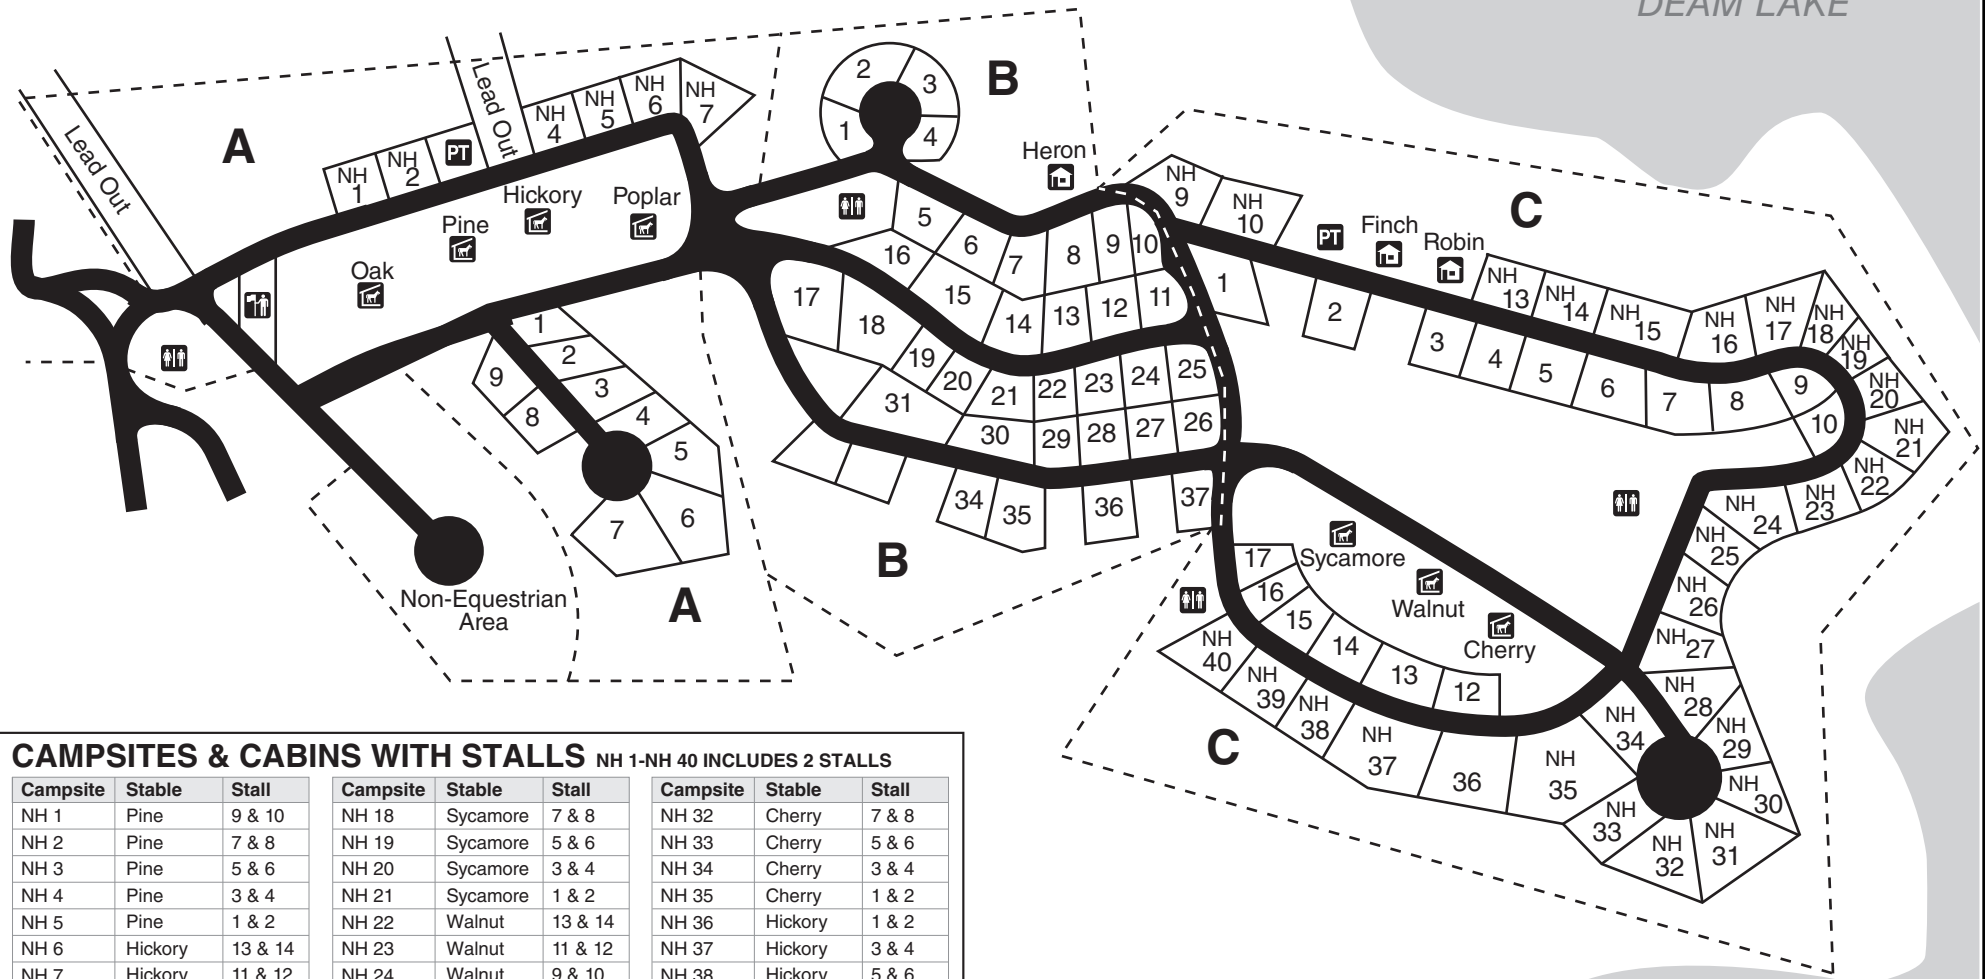 DEAM LAKE
Lead Out
A
NH 1
NH 2
PT
Lead Out
NH 4
NH 5
NH 6
NH 7
Hickory
Poplar
Pine
Oak
B
2
3
1
4
Heron
5
6
7
8
9
10
16
15
14
13
12
11
17
18
19
20
21
22
23
24
25
31
30
29
28
27
26
34
35
36
37
B
1
2
3
4
5
6
7
8
9
Non-Equestrian
Area
A
C
NH 9
NH 10
PT
Finch
Robin
1
2
3
4
5
6
7
8
9
10
NH 13
NH 14
NH 15
NH 16
NH 17
NH 18
NH 19
NH 20
NH 21
NH 22
NH 23
NH 24
NH 25
NH 26
NH 27
NH 28
NH 29
NH 30
NH 31
NH 32
NH 33
NH 34
NH 35
36
NH 37
NH 38
NH 39
NH 40
17
16
15
14
13
12
Sycamore
Walnut
Cherry
C
CAMPSITES & CABINS WITH STALLS NH 1-NH 40 INCLUDES 2 STALLS
Campsite Stable Stall Campsite Stable Stall Campsite Stable Stall
NH 1 Pine 9 & 10 NH 18 Sycamore 7 & 8 NH 32 Cherry 7 & 8
NH 2 Pine 7 & 8 NH 19 Sycamore 5 & 6 NH 33 Cherry 5 & 6
NH 3 Pine 5 & 6 NH 20 Sycamore 3 & 4 NH 34 Cherry 3 & 4
NH 4 Pine 3 & 4 NH 21 Sycamore 1 & 2 NH 35 Cherry 1 & 2
NH 5 Pine 1 & 2 NH 22 Walnut 13 & 14 NH 36 Hickory 1 & 2
NH 6 Hickory 13 & 14 NH 23 Walnut 11 & 12 NH 37 Hickory 3 & 4
NH 7 Hickory 11 & 12 NH 24 Walnut 9 & 10 NH 38 Hickory 5 & 6